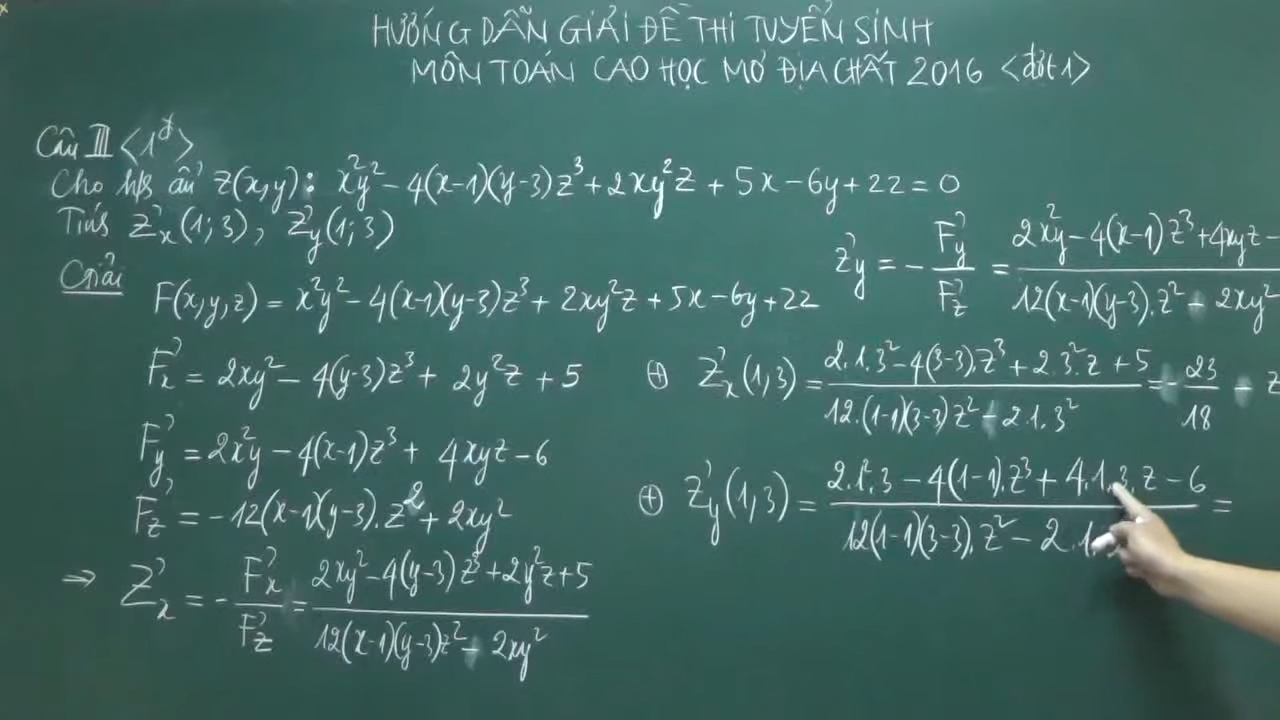 HƯỚNG DẪN GIẢI ĐỀ THI TUYỂN SINH
MÔN TOÁN CAO HỌC MỎ ĐỊA CHẤT 2016 <đợt 1>
Câu III <1đ>
Cho hps ẩn z(x,y): x²y² - 4(x-1)(y-3)z³ + 2xy²z + 5x - 6y + 22 = 0
Tính Z'x(1;3), Z'y(1;3)
Giải
F(x,y,z) = x²y² - 4(x-1)(y-3)z³ + 2xy²z + 5x - 6y + 22
F'x = 2xy² - 4(y-3)z³ + 2y²z + 5
F'y = 2x²y - 4(x-1)z³ + 4xyz - 6
F'z = -12(x-1)(y-3).z² + 2xy²
⇒ Z'x = - F'x / F'z = (2xy² - 4(y-3)z³ + 2y²z + 5) / (12(x-1)(y-3)z² - 2xy²)
z'y = - F'y / F'z = (2x²y - 4(x-1)z³ + 4xyz - / 12(x-1)(y-3).z² - 2xy²
⊕ Z'x(1,3) = (2.1.3² - 4(3-3).z³ + 2.3²z + 5) / (12.(1-1)(3-3)z² - 2.1.3²) = - 23/18 - z
⊕ Z'y(1,3) = (2.1².3 - 4(1-1).z³ + 4.1.3.z - 6) / (12(1-1)(3-3).z² - 2.1. =